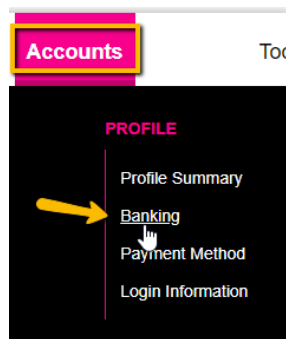 Accounts
PROFILE
Profile Summary
Banking
Payment Method
Login Information